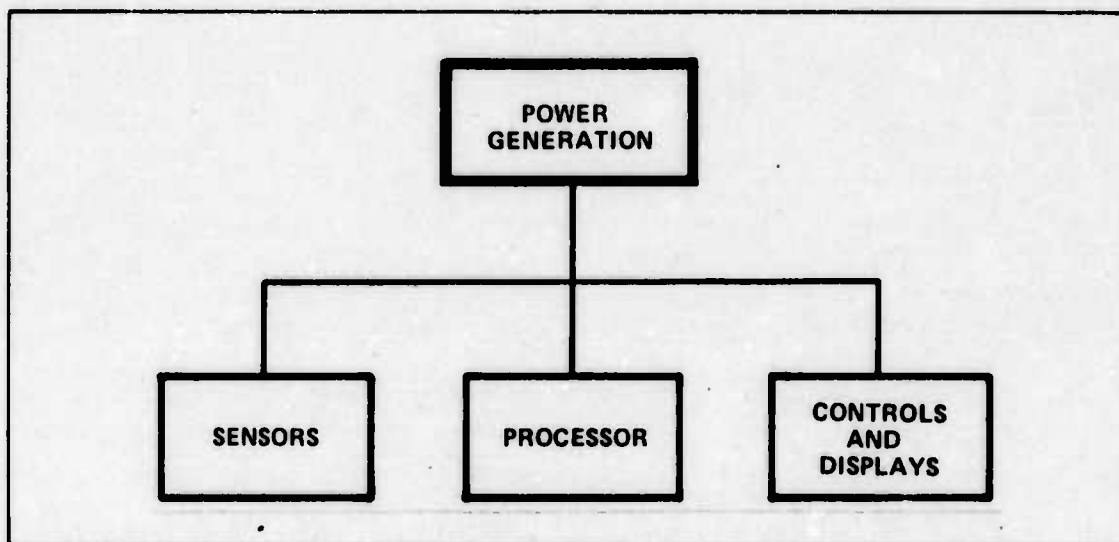 POWER
GENERATION
SENSORS
PROCESSOR
CONTROLS
AND
DISPLAYS